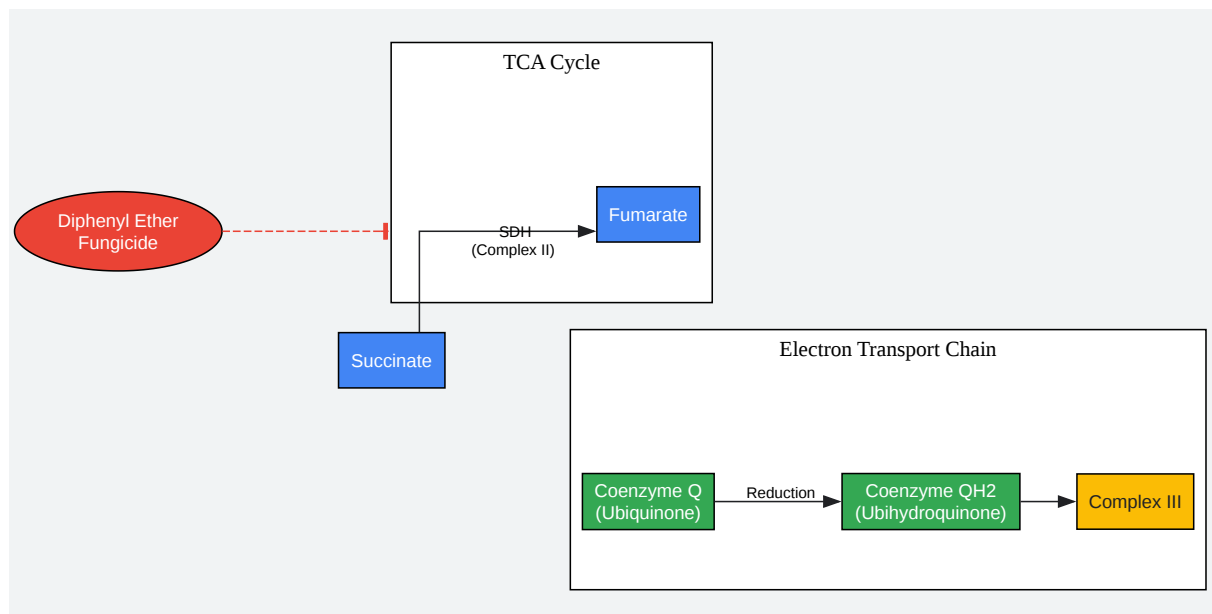 TCA Cycle
Diphenyl Ether
Fungicide
Fumarate
SDH
(Complex II)
Succinate
Electron Transport Chain
Coenzyme Q
(Ubiquinone)
Reduction
Coenzyme QH2
(Ubihydroquinone)
Complex III